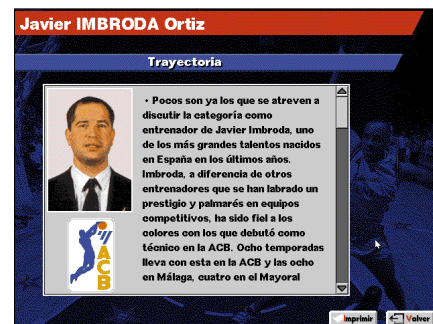 Javier IMBRODA Ortiz
Trayectoria
• Pocos son ya los que se atreven a
discutir la categoría como
entrenador de Javier Imbroda, uno
de los más grandes talentos nacidos
en España en los últimos años.
Imbroda, a diferencia de otros
entrenadores que se han labrado un
prestigio y palmarés en equipos
competitivos, ha sido fiel a los
colores con los que debutó como
técnico en la ACB. Ocho temporadas
lleva con esta en la ACB y las ocho
en Málaga, cuatro en el Mayoral
ACB
Imprimir
Volver